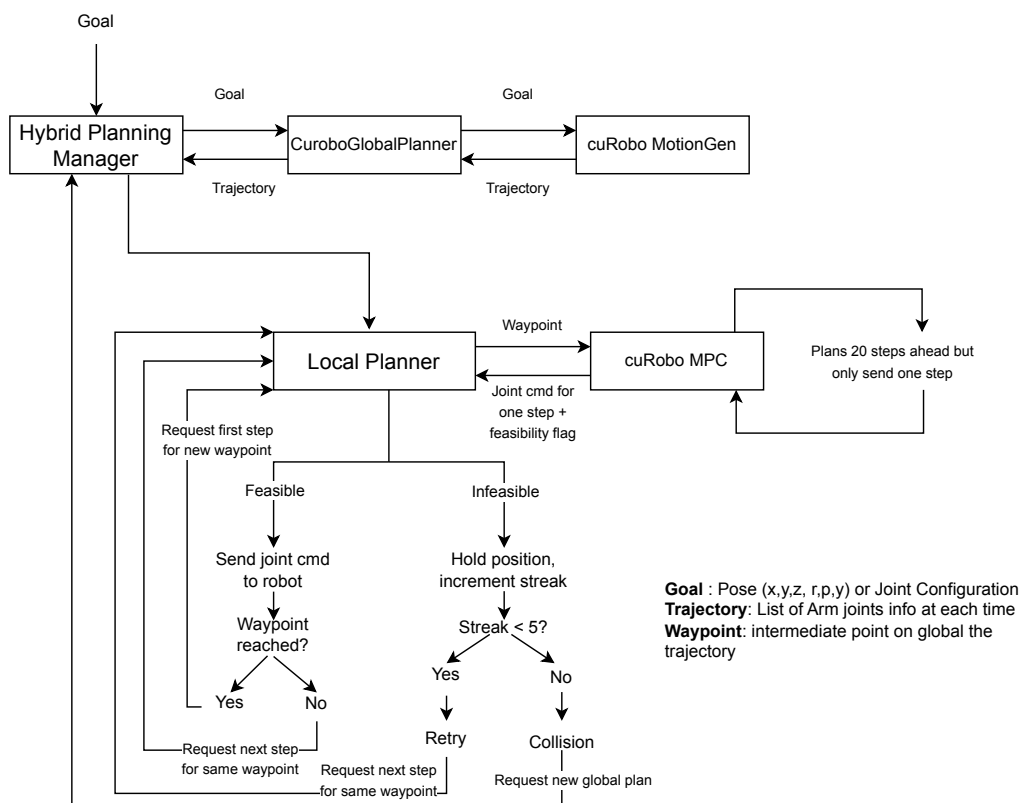 Goal
Goal
Goal
Hybrid Planning
Manager
CuroboGlobalPlanner
cuRobo MotionGen
Trajectory
Trajectory
Local Planner
Waypoint
cuRobo MPC
Plans 20 steps ahead but
only send one step
Joint cmd for
one step +
feasibility flag
Request first step
for new waypoint
Feasible
Infeasible
Send joint cmd
to robot
Hold position,
increment streak
Waypoint
reached?
Streak < 5?
Goal : Pose (x,y,z, r,p,y) or Joint Configuration
Trajectory: List of Arm joints info at each time
Waypoint: intermediate point on global the
trajectory
Yes
No
Yes
No
Retry
Collision
Request next step
for same waypoint
Request next step
for same waypoint
Request new global plan